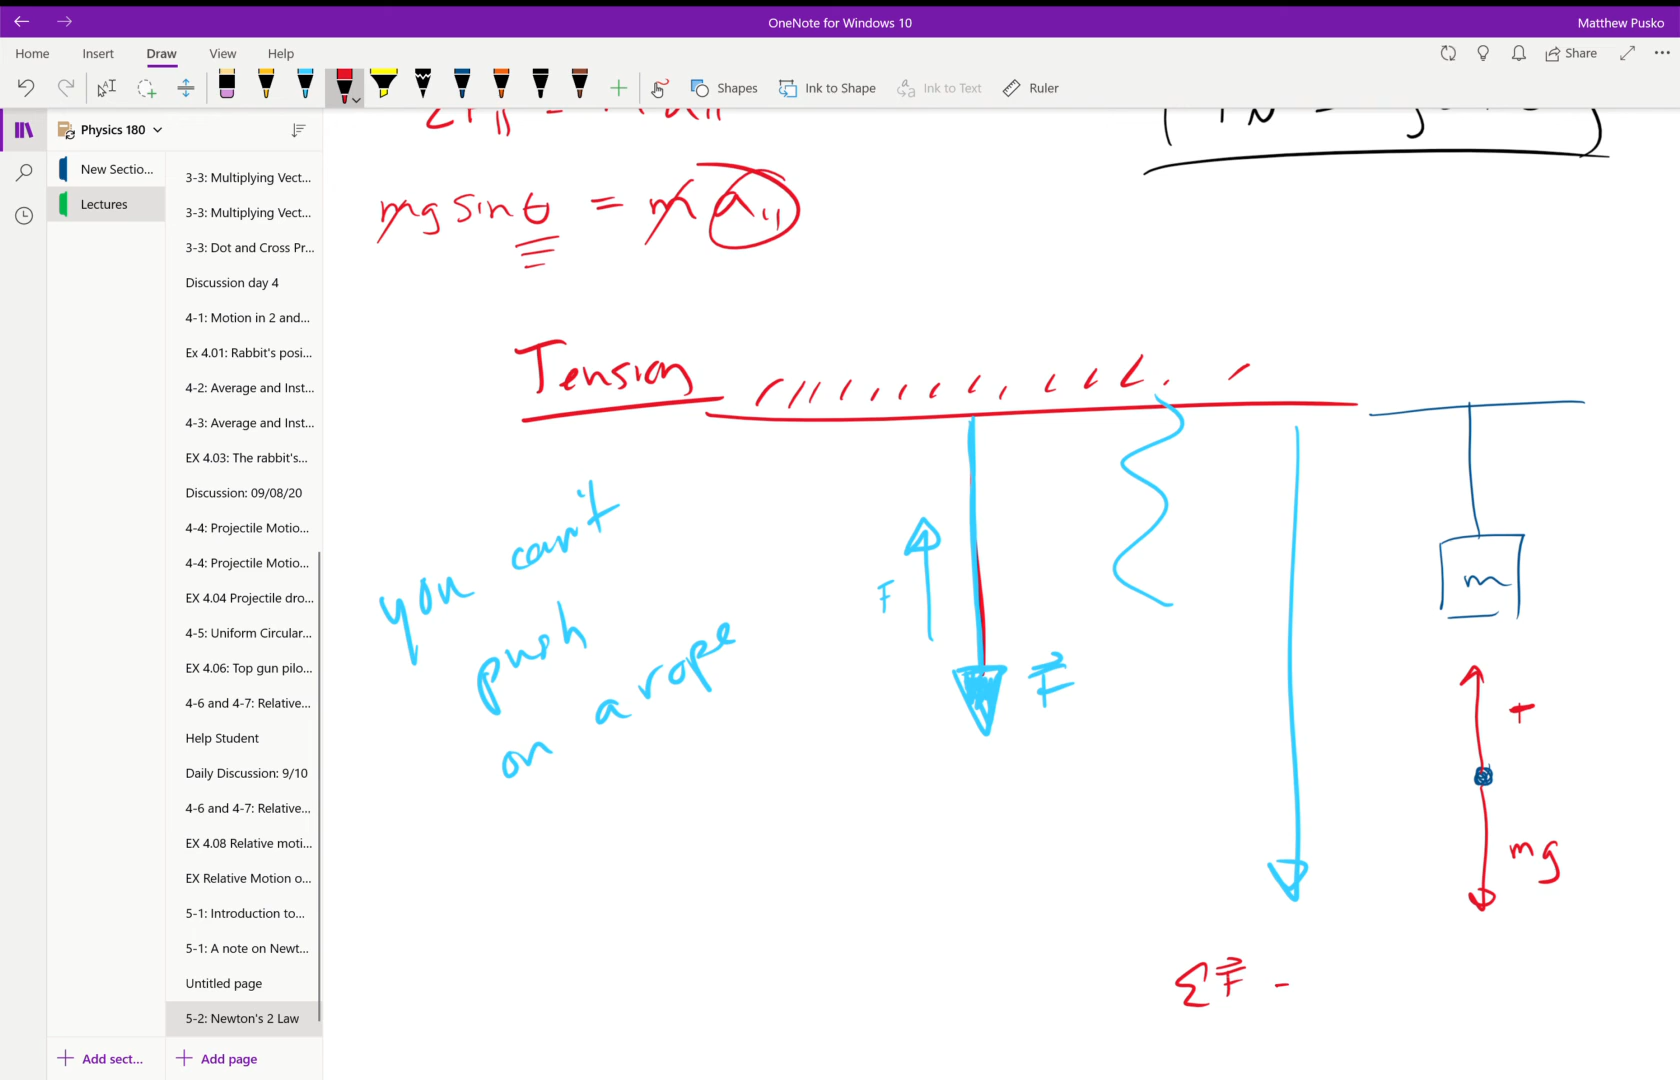 OneNote for Windows 10
Matthew Pusko
Home Insert Draw View Help
Share
Shapes
Ink to Shape
Ink to Text
Ruler
Physics 180
New Sectio...
Lectures
3-3: Multiplying Vect...
3-3: Multiplying Vect...
3-3: Dot and Cross Pr...
Discussion day 4
4-1: Motion in 2 and...
Ex 4.01: Rabbit's posi...
4-2: Average and Inst...
4-3: Average and Inst...
EX 4.03: The rabbit's...
Discussion: 09/08/20
4-4: Projectile Motio...
4-4: Projectile Motio...
EX 4.04 Projectile dro...
4-5: Uniform Circular...
EX 4.06: Top gun pilo...
4-6 and 4-7: Relative...
Help Student
Daily Discussion: 9/10
4-6 and 4-7: Relative...
EX 4.08 Relative moti...
EX Relative Motion o...
5-1: Introduction to...
5-1: A note on Newt...
Untitled page
5-2: Newton's 2 Law
Add sect...
Add page
mg sin θ = m a₁₁
Tension
you can't
push
on a rope
F
F⃗
m
T
mg
ΣF⃗ -